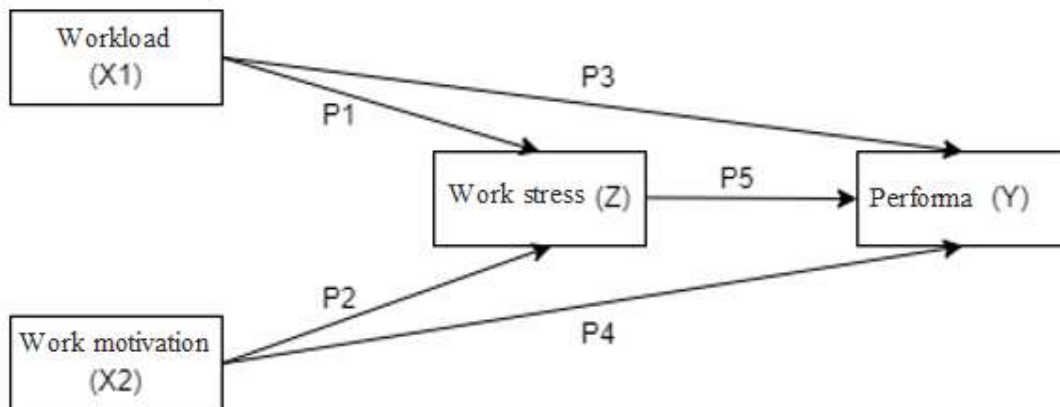 Workload
(X1)
P3
P1
Work stress (Z)
P5
Performa (Y)
P2
P4
Work motivation
(X2)